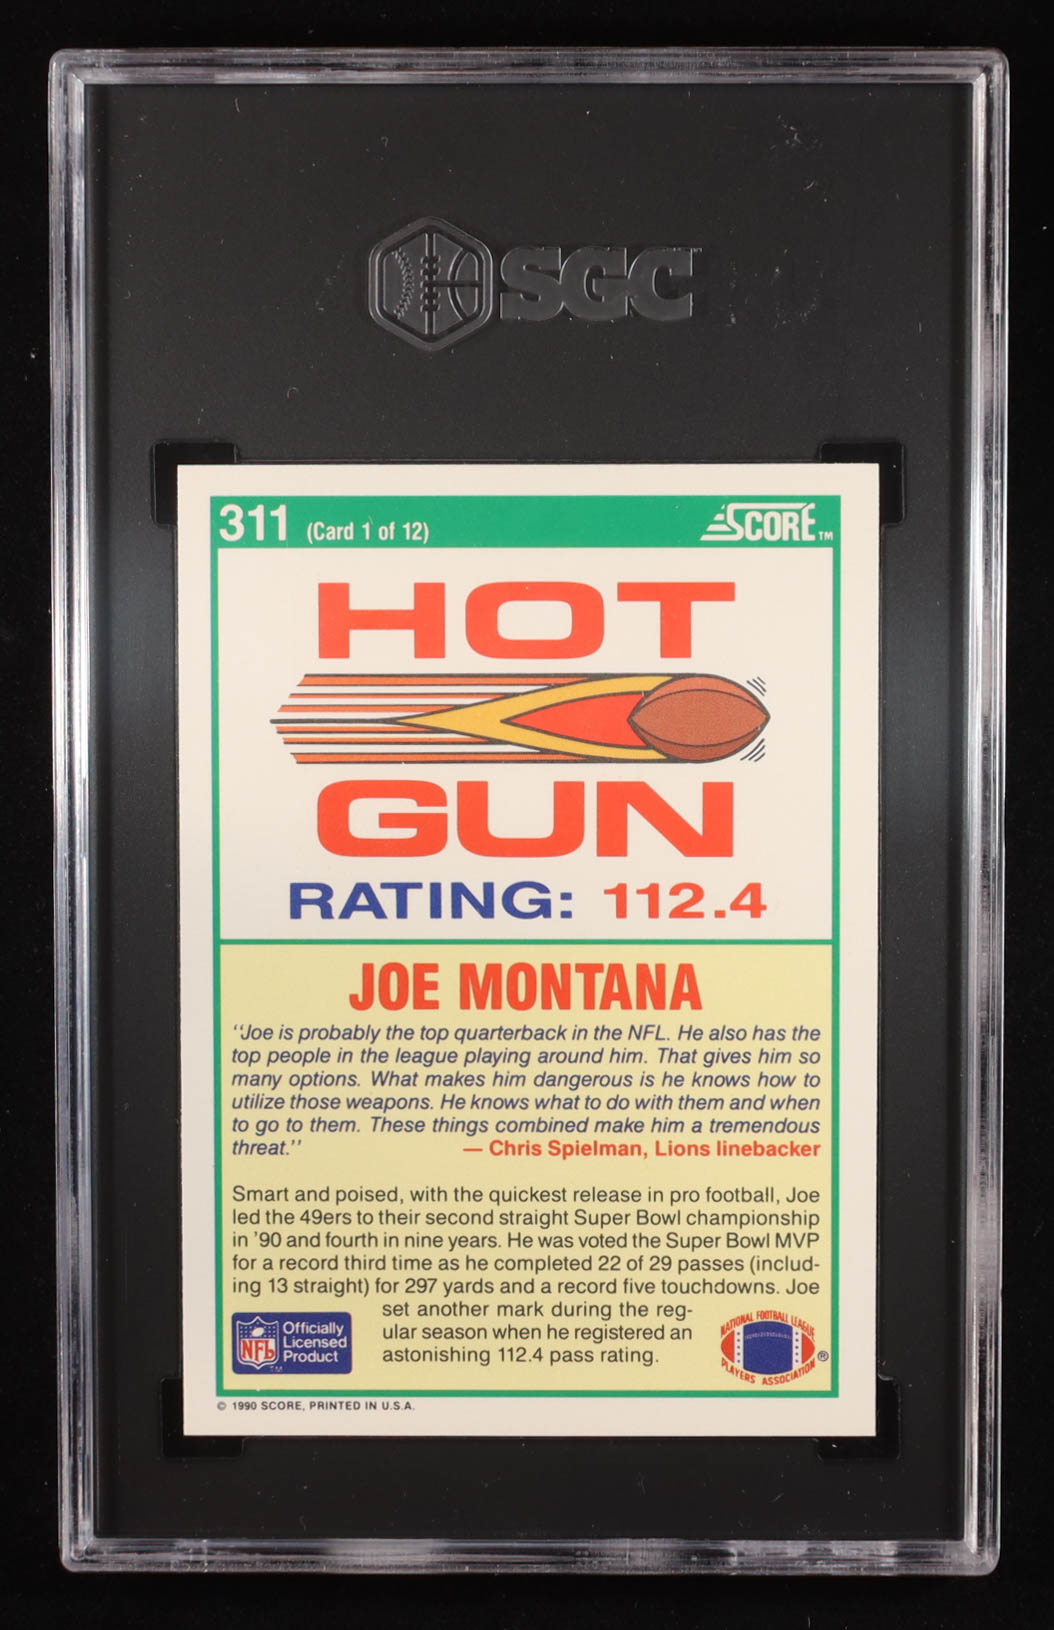 SGC
311 (Card 1 of 12) SCORE™
HOT
GUN
RATING: 112.4
JOE MONTANA
"Joe is probably the top quarterback in the NFL. He also has the
top people in the league playing around him. That gives him so
many options. What makes him dangerous is he knows how to
utilize those weapons. He knows what to do with them and when
to go to them. These things combined make him a tremendous
threat." — Chris Spielman, Lions linebacker
Smart and poised, with the quickest release in pro football, Joe
led the 49ers to their second straight Super Bowl championship
in '90 and fourth in nine years. He was voted the Super Bowl MVP
for a record third time as he completed 22 of 29 passes (includ-
ing 13 straight) for 297 yards and a record five touchdowns. Joe
set another mark during the reg-
ular season when he registered an
astonishing 112.4 pass rating.
NFL
TM
Officially
Licensed
Product
NATIONAL FOOTBALL LEAGUE
PLAYERS ASSOCIATION ®
© 1990 SCORE, PRINTED IN U.S.A.